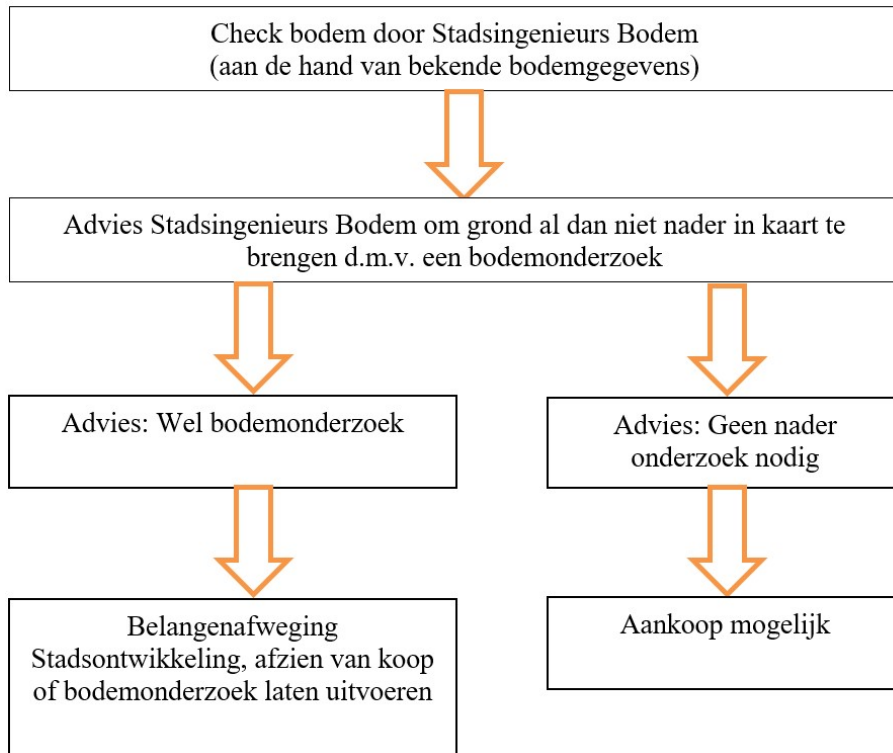 Check bodem door Stadsingenieurs Bodem
(aan de hand van bekende bodemgegevens)
Advies Stadsingenieurs Bodem om grond al dan niet nader in kaart te
brengen d.m.v. een bodemonderzoek
Advies: Wel bodemonderzoek
Advies: Geen nader
onderzoek nodig
Belangenafweging
Stadsontwikkeling, afzien van koop
of bodemonderzoek laten uitvoeren
Aankoop mogelijk